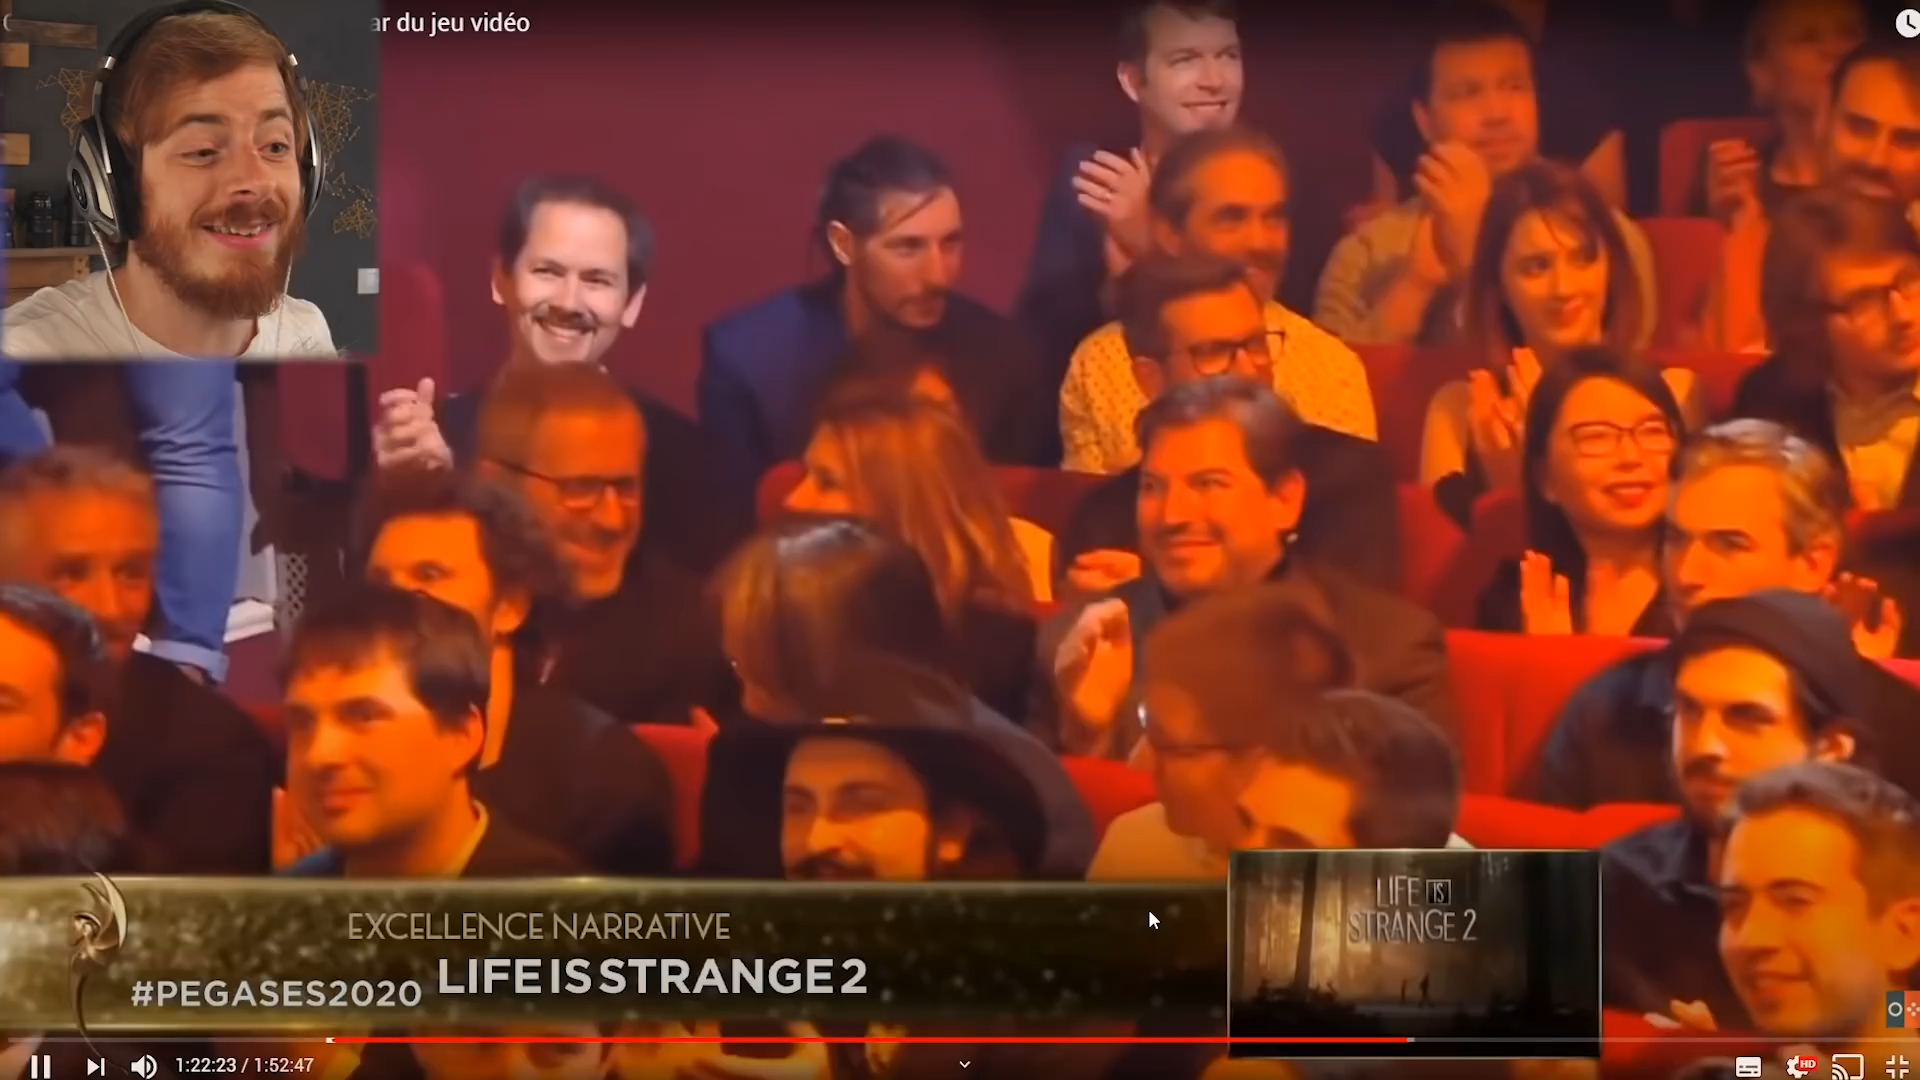 ar du jeu vidéo
EXCELLENCE NARRATIVE
LIFE IS STRANGE 2
#PEGASES2020
LIFE IS
STRANGE 2
1:22:23 / 1:52:47
HD